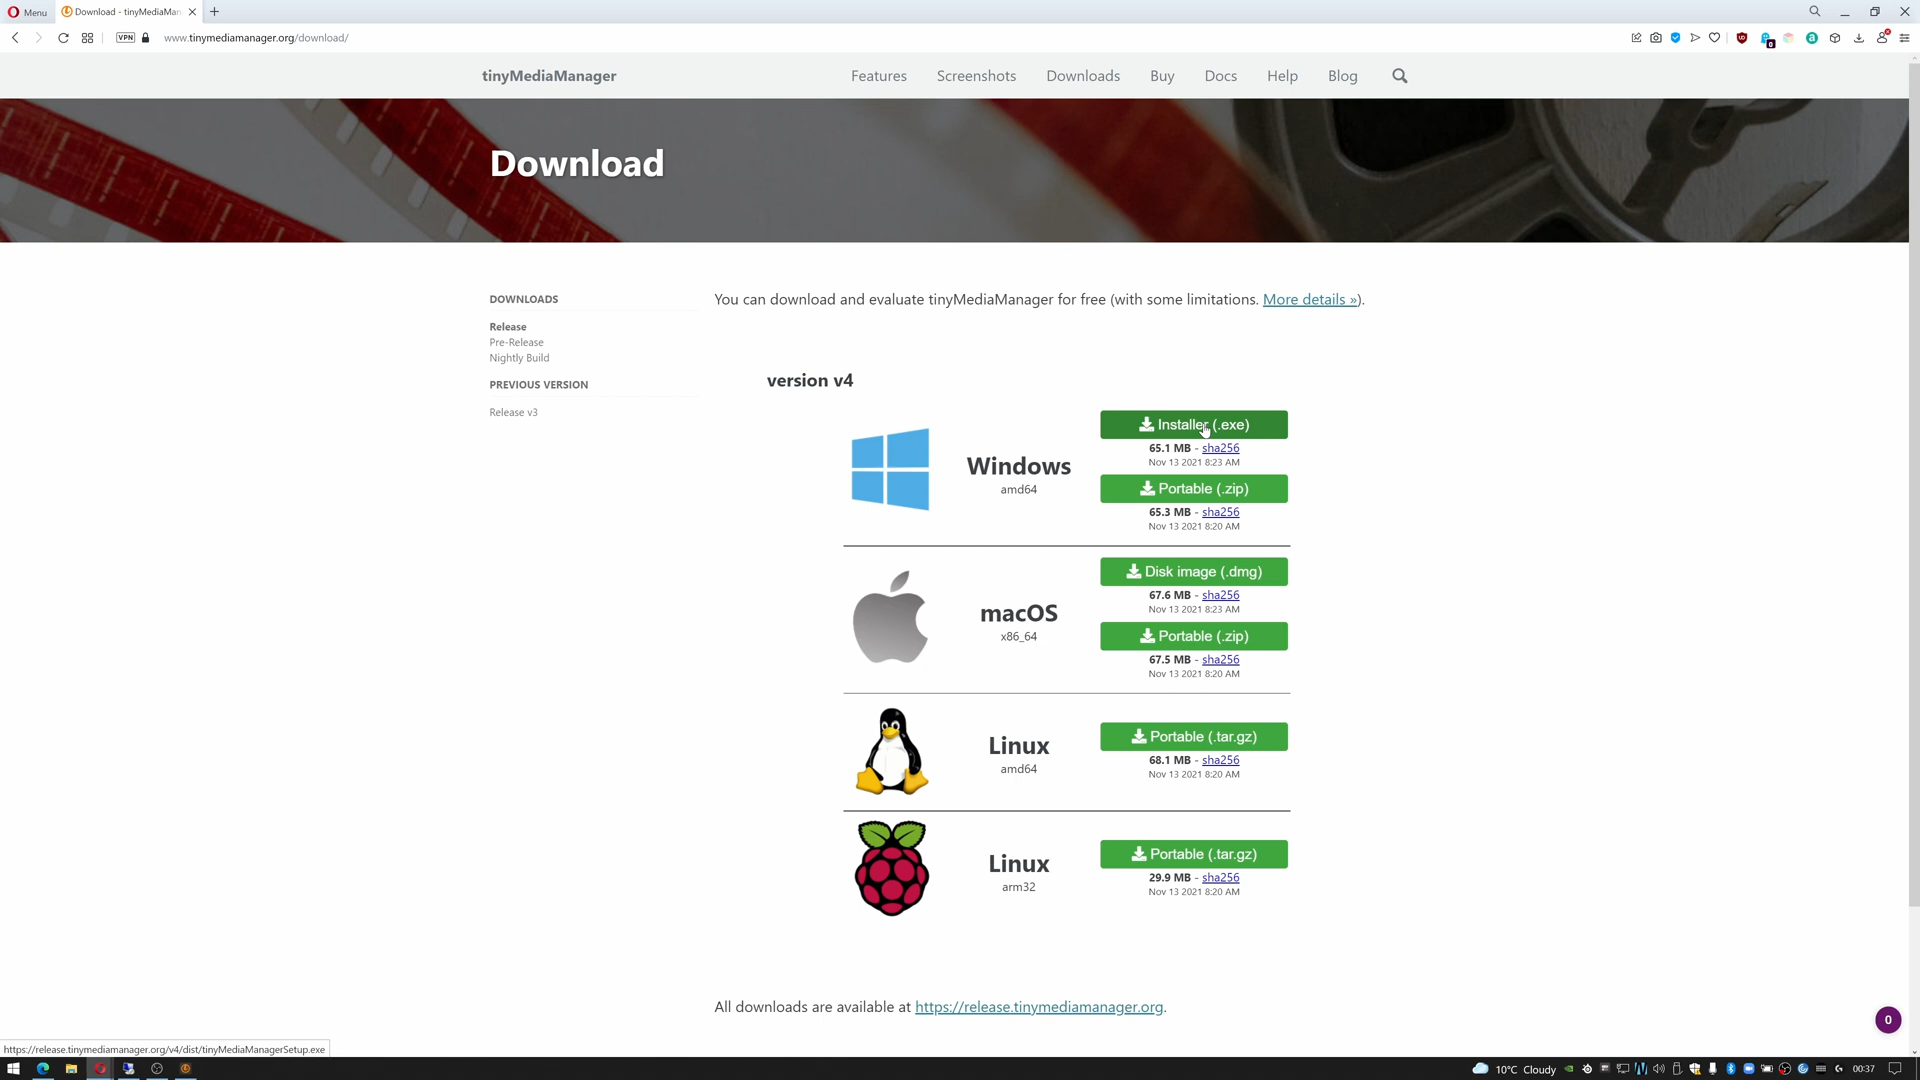 Menu
Download - tinyMediaMan
VPN
www.tinymediamanager.org/download/
tinyMediaManager
Features
Screenshots
Downloads
Buy
Docs
Help
Blog
Download
DOWNLOADS
Release
Pre-Release
Nightly Build
PREVIOUS VERSION
Release v3
You can download and evaluate tinyMediaManager for free (with some limitations. More details »).
version v4
Windows
amd64
Installer (.exe)
65.1 MB - sha256
Nov 13 2021 8:23 AM
Portable (.zip)
65.3 MB - sha256
Nov 13 2021 8:20 AM
macOS
x86_64
Disk image (.dmg)
67.6 MB - sha256
Nov 13 2021 8:23 AM
Portable (.zip)
67.5 MB - sha256
Nov 13 2021 8:20 AM
Linux
amd64
Portable (.tar.gz)
68.1 MB - sha256
Nov 13 2021 8:20 AM
Linux
arm32
Portable (.tar.gz)
29.9 MB - sha256
Nov 13 2021 8:20 AM
All downloads are available at https://release.tinymediamanager.org.
0
https://release.tinymediamanager.org/v4/dist/tinyMediaManagerSetup.exe
10°C Cloudy
00:37